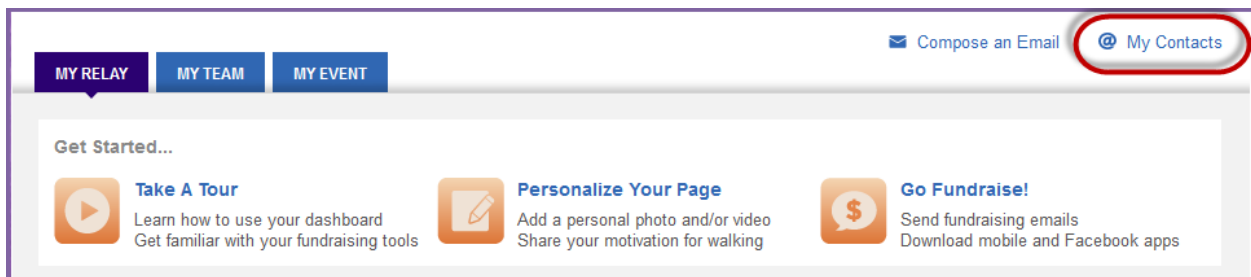 Compose an Email
@ My Contacts
MY RELAY
MY TEAM
MY EVENT
Get Started...
Take A Tour
Learn how to use your dashboard
Get familiar with your fundraising tools
Personalize Your Page
Add a personal photo and/or video
Share your motivation for walking
$
Go Fundraise!
Send fundraising emails
Download mobile and Facebook apps